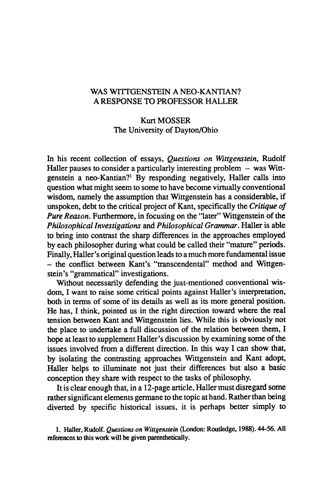 WAS WITTGENSTEIN A NEO-KANTIAN?
A RESPONSE TO PROFESSOR HALLER
Kurt MOSSER
The University of Dayton/Ohio
In his recent collection of essays, Questions on Wittgenstein, Rudolf
Haller pauses to consider a particularly interesting problem – was Witt-
genstein a neo-Kantian?¹ By responding negatively, Haller calls into
question what might seem to some to have become virtually conventional
wisdom, namely the assumption that Wittgenstein has a considerable, if
unspoken, debt to the critical project of Kant, specifically the Critique of
Pure Reason. Furthermore, in focusing on the "later" Wittgenstein of the
Philosophical Investigations and Philosophical Grammar. Haller is able
to bring into contrast the sharp differences in the approaches employed
by each philosopher during what could be called their "mature" periods.
Finally, Haller's original question leads to a much more fundamental issue
– the conflict between Kant's "transcendental" method and Wittgen-
stein's "grammatical" investigations.
Without necessarily defending the just-mentioned conventional wis-
dom, I want to raise some critical points against Haller's interpretation,
both in terms of some of its details as well as its more general position.
He has, I think, pointed us in the right direction toward where the real
tension between Kant and Wittgenstein lies. While this is obviously not
the place to undertake a full discussion of the relation between them, I
hope at least to supplement Haller's discussion by examining some of the
issues involved from a different direction. In this way I can show that,
by isolating the contrasting approaches Wittgenstein and Kant adopt,
Haller helps to illuminate not just their differences but also a basic
conception they share with respect to the tasks of philosophy.
It is clear enough that, in a 12-page article, Haller must disregard some
rather significant elements germane to the topic at hand. Rather than being
diverted by specific historical issues, it is perhaps better simply to
1. Haller, Rudolf. Questions on Wittgenstein (London: Routledge, 1988). 44-56. All
references to this work will be given parenthetically.